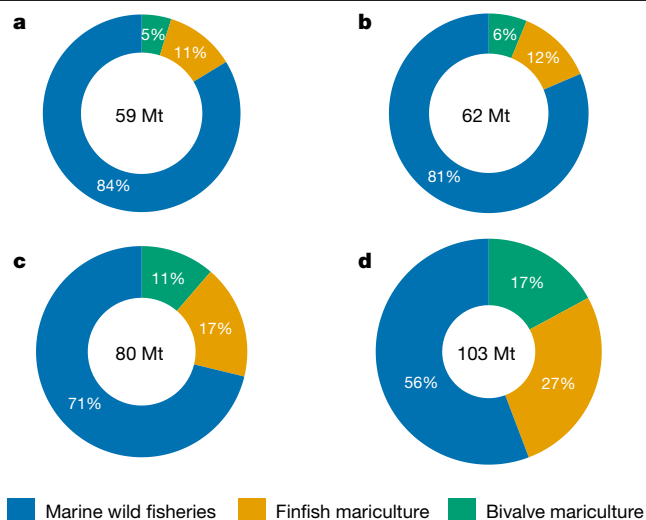 a
5%
11%
59 Mt
84%
b
6%
12%
62 Mt
81%
c
11%
17%
80 Mt
71%
d
17%
103 Mt
56%
27%
Marine wild fisheries
Finfish mariculture
Bivalve mariculture